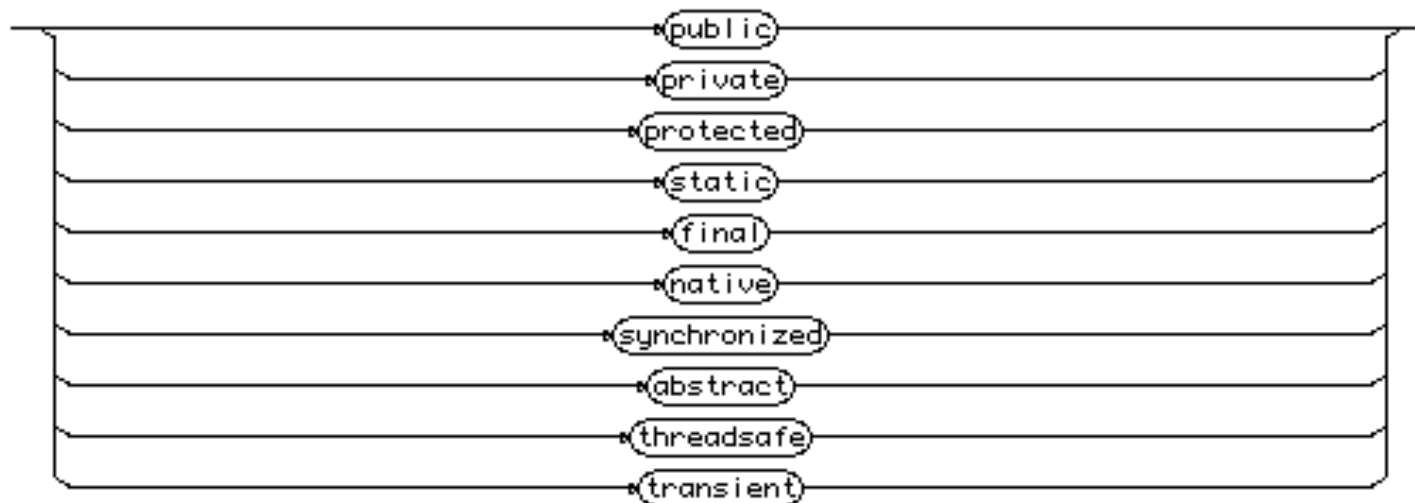 public
private
protected
static
final
native
synchronized
abstract
threadsafe
transient